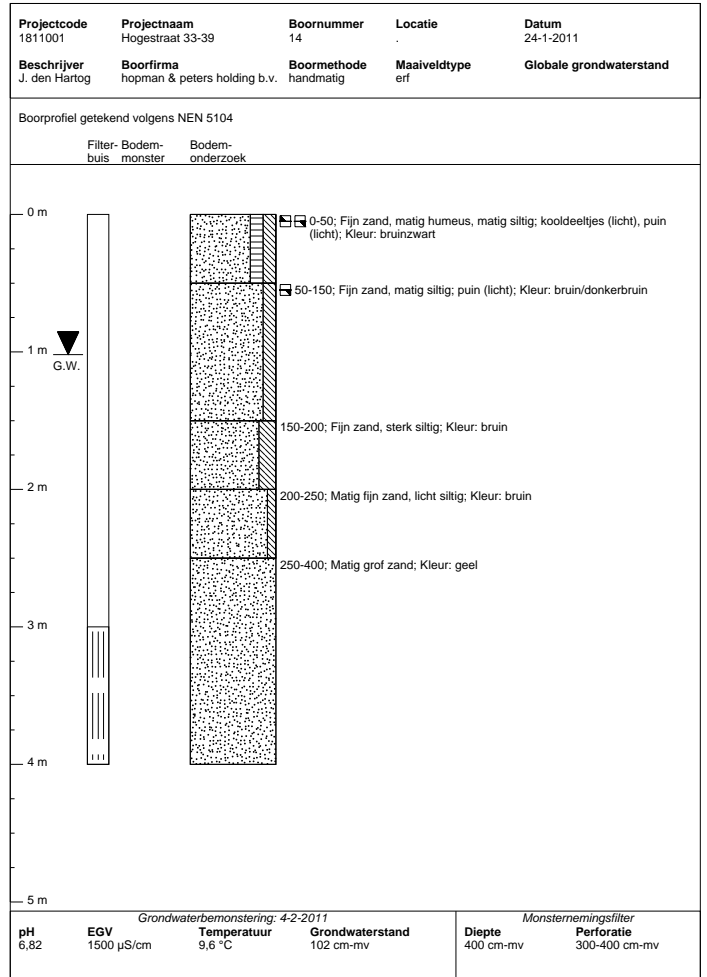 Projectcode Projectnaam Boornummer Locatie Datum
1811001 Hogestraat 33-39 14 . 24-1-2011
Beschrijver Boorfirma Boormethode Maaiveldtype Globale grondwaterstand
J. den Hartog hopman & peters holding b.v. handmatig erf
Boorprofiel getekend volgens NEN 5104
Filter- Bodem- Bodem-
buis monster onderzoek
0 m
0-50; Fijn zand, matig humeus, matig siltig; kooldeeltjes (licht), puin
(licht); Kleur: bruinzwart
50-150; Fijn zand, matig siltig; puin (licht); Kleur: bruin/donkerbruin
1 m
G.W.
150-200; Fijn zand, sterk siltig; Kleur: bruin
2 m
200-250; Matig fijn zand, licht siltig; Kleur: bruin
250-400; Matig grof zand; Kleur: geel
3 m
4 m
5 m
Grondwaterbemonstering: 4-2-2011 Monsternemingsfilter
pH EGV Temperatuur Grondwaterstand Diepte Perforatie
6,82 1500 µS/cm 9,6 °C 102 cm-mv 400 cm-mv 300-400 cm-mv